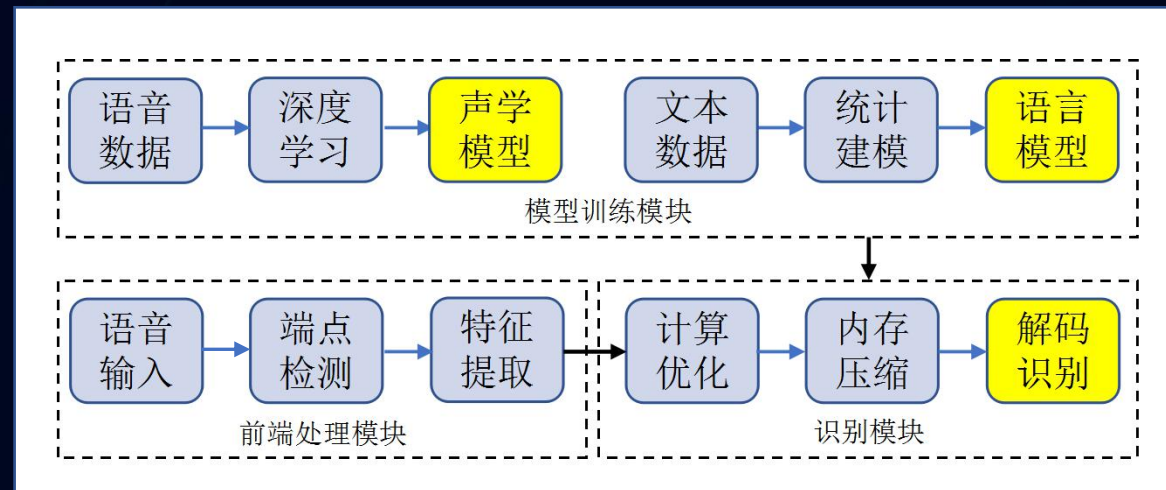 语音
数据
深度
学习
声学
模型
文本
数据
统计
建模
语言
模型
模型训练模块
语音
输入
端点
检测
特征
提取
前端处理模块
计算
优化
内存
压缩
解码
识别
识别模块